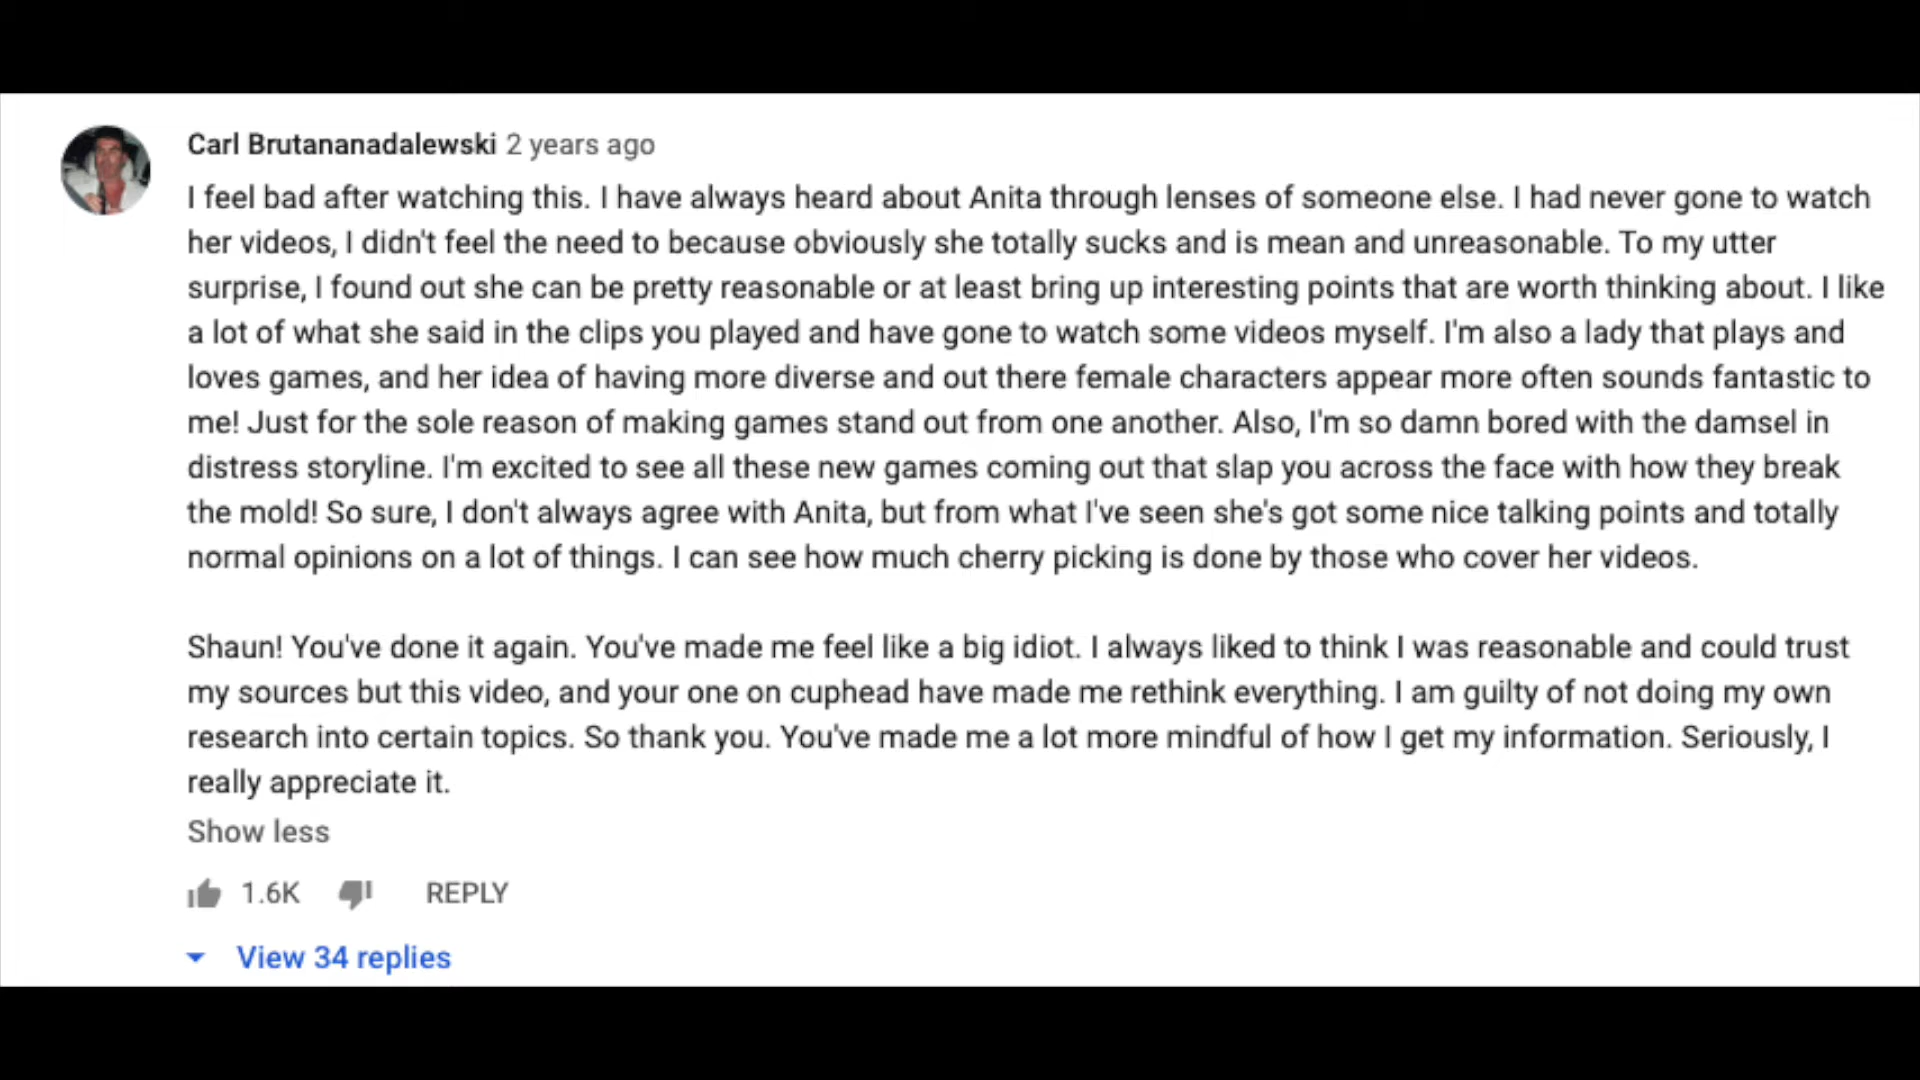 Carl Brutananadalewski 2 years ago
I feel bad after watching this. I have always heard about Anita through lenses of someone else. I had never gone to watch
her videos, I didn't feel the need to because obviously she totally sucks and is mean and unreasonable. To my utter
surprise, I found out she can be pretty reasonable or at least bring up interesting points that are worth thinking about. I like
a lot of what she said in the clips you played and have gone to watch some videos myself. I'm also a lady that plays and
loves games, and her idea of having more diverse and out there female characters appear more often sounds fantastic to
me! Just for the sole reason of making games stand out from one another. Also, I'm so damn bored with the damsel in
distress storyline. I'm excited to see all these new games coming out that slap you across the face with how they break
the mold! So sure, I don't always agree with Anita, but from what I've seen she's got some nice talking points and totally
normal opinions on a lot of things. I can see how much cherry picking is done by those who cover her videos.
Shaun! You've done it again. You've made me feel like a big idiot. I always liked to think I was reasonable and could trust
my sources but this video, and your one on cuphead have made me rethink everything. I am guilty of not doing my own
research into certain topics. So thank you. You've made me a lot more mindful of how I get my information. Seriously, I
really appreciate it.
Show less
1.6K REPLY
View 34 replies